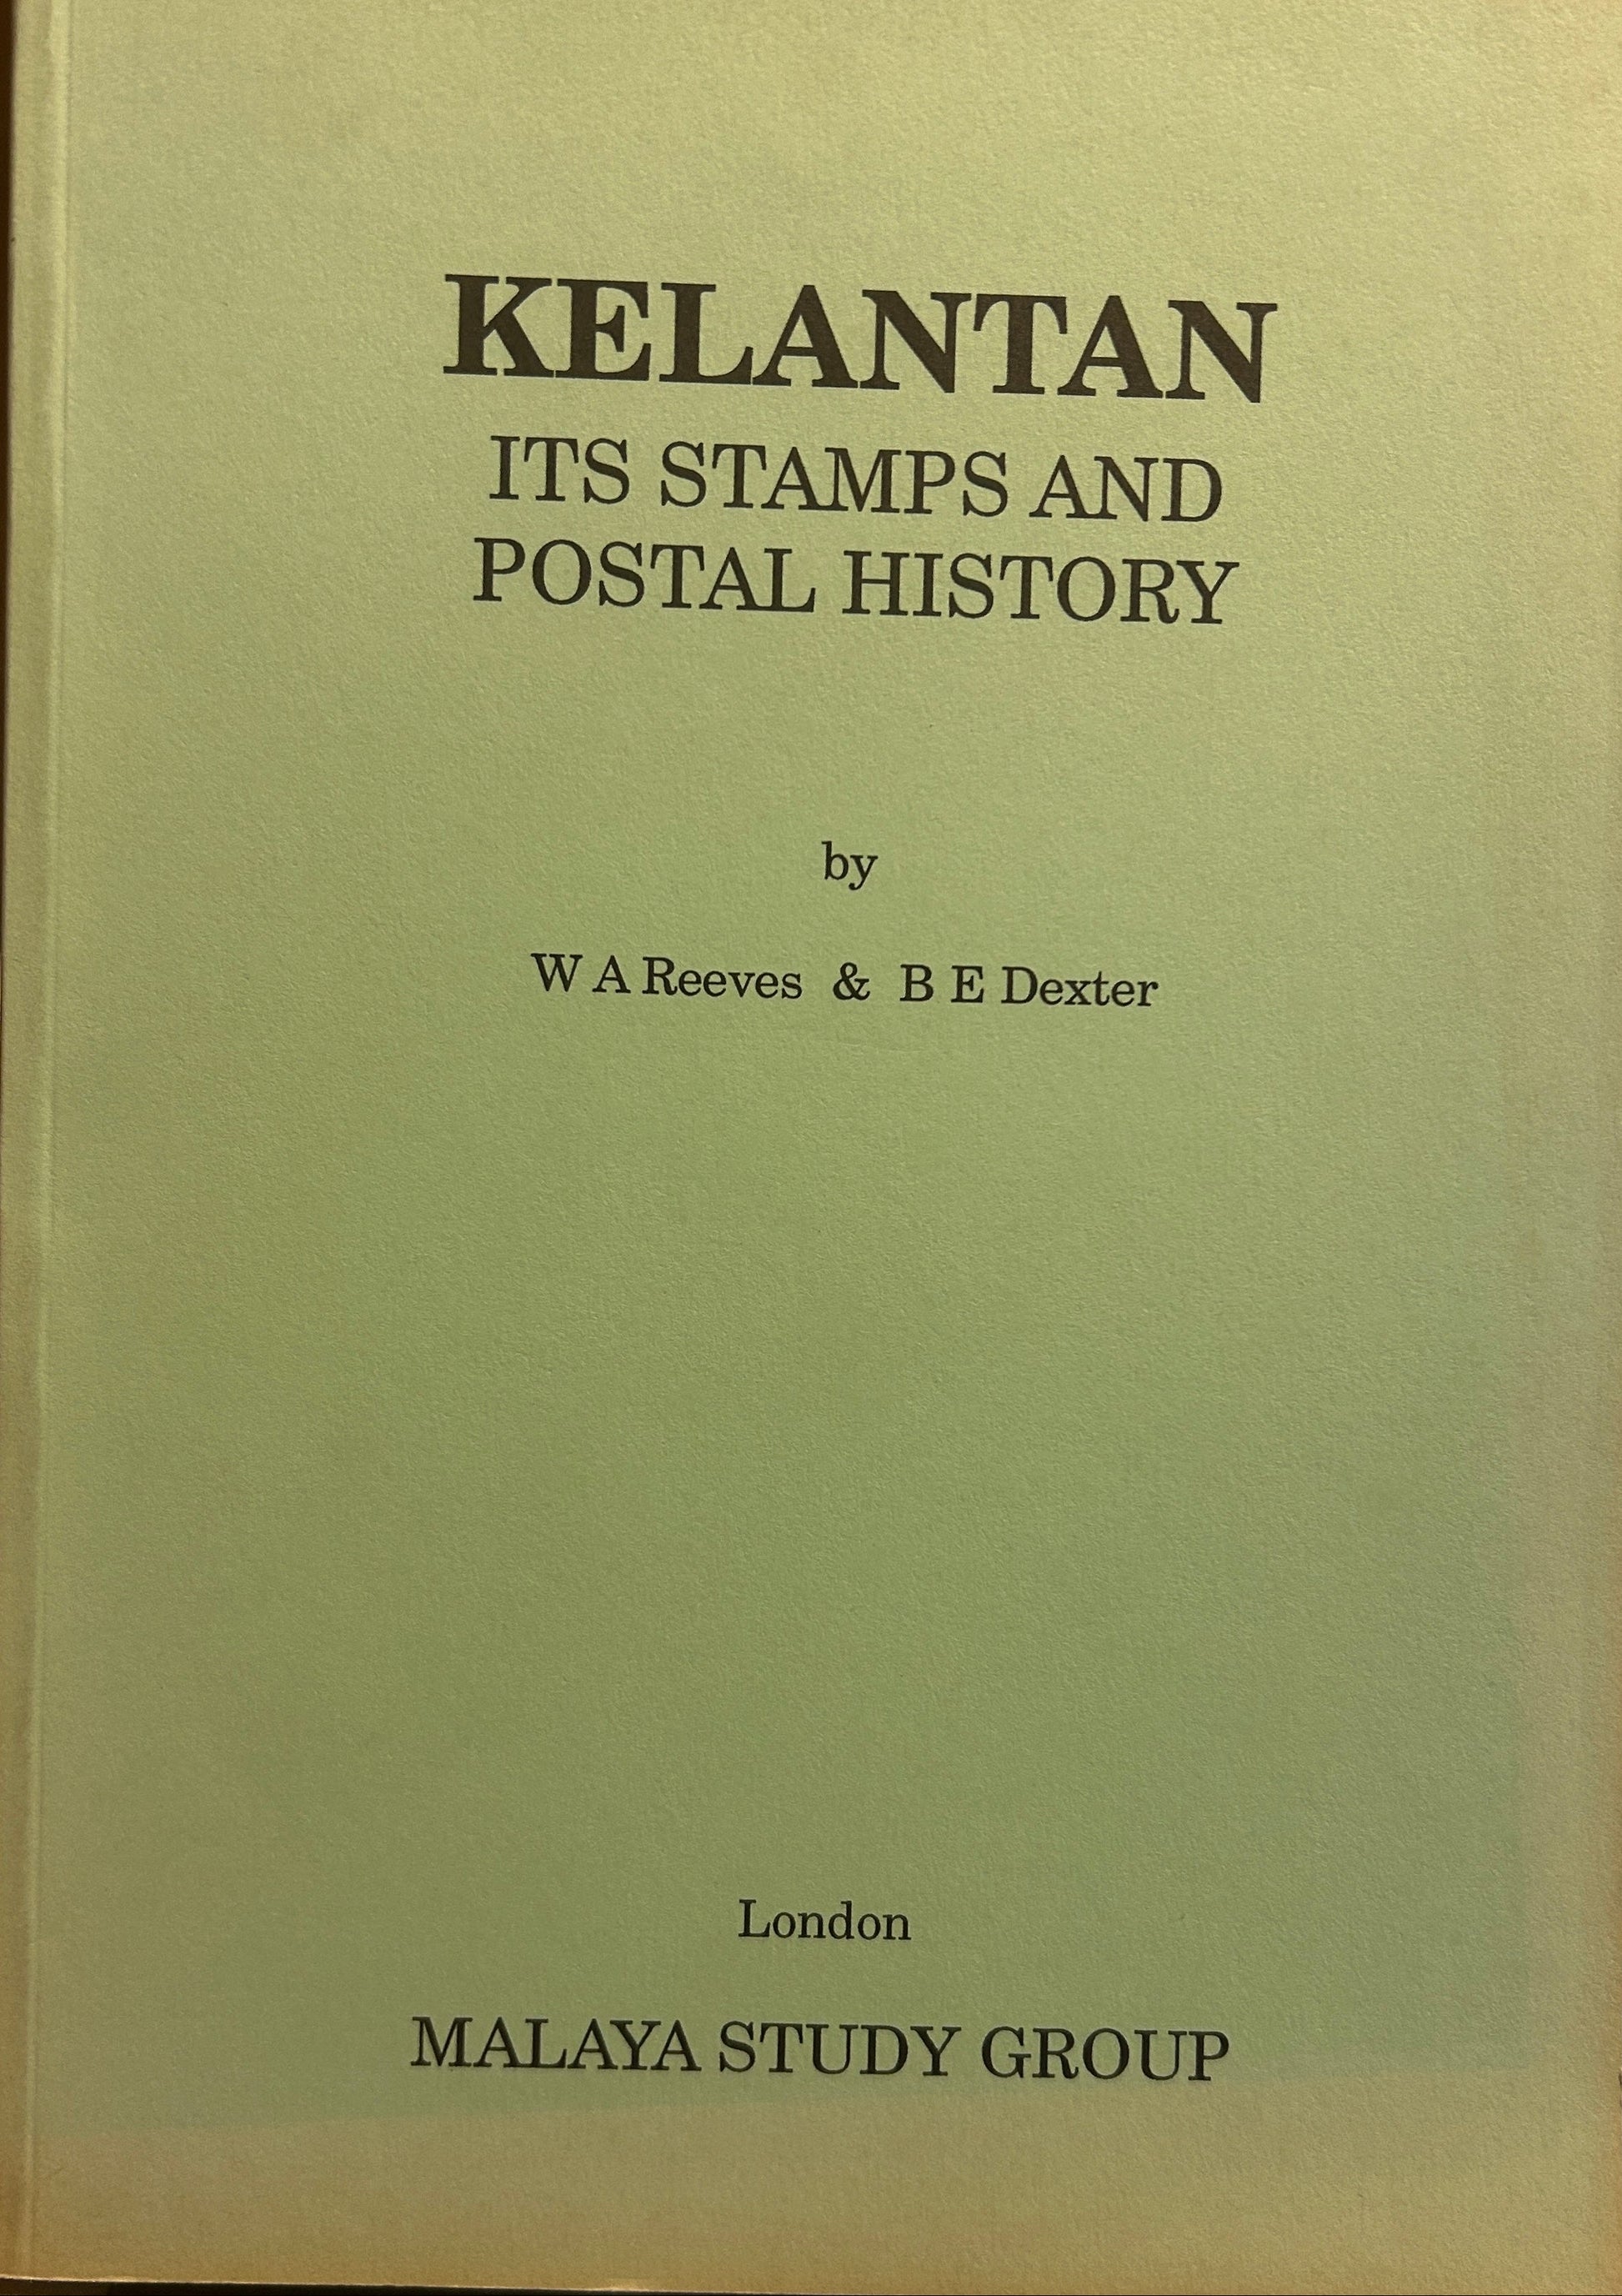 KELANTAN
ITS STAMPS AND
POSTAL HISTORY
by
W A Reeves & B E Dexter
London
MALAYA STUDY GROUP